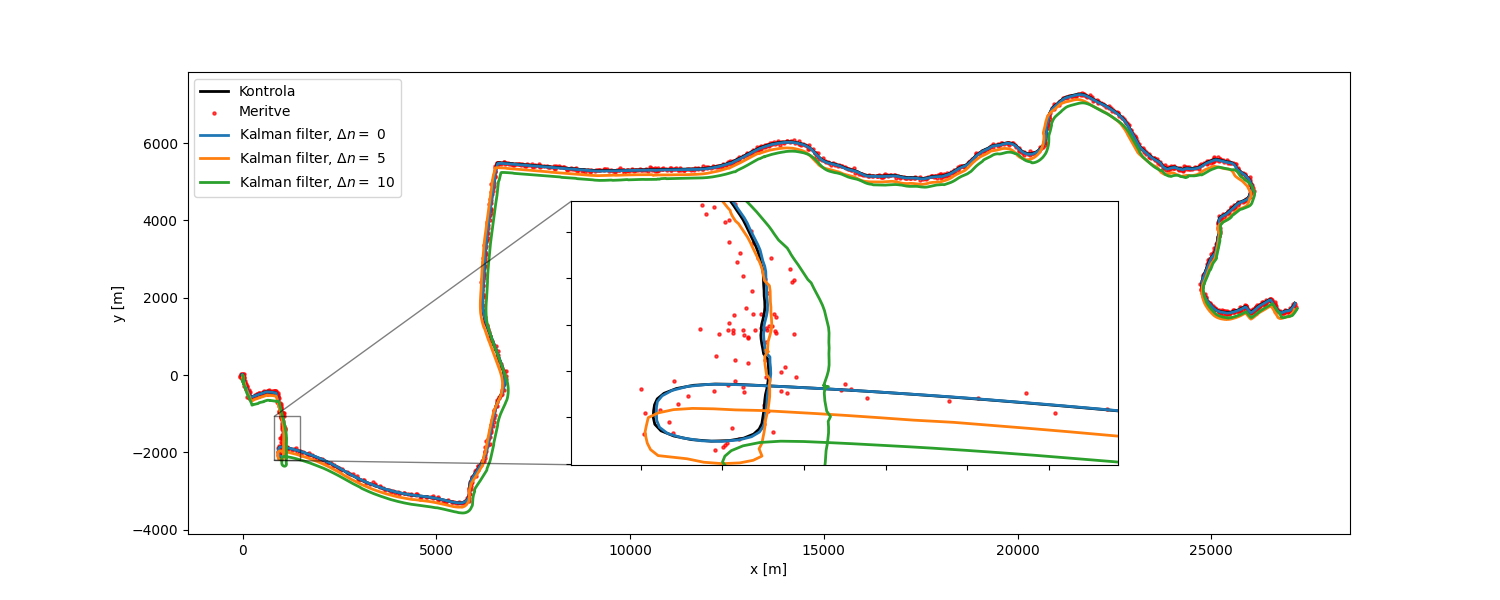 Kontrola
Meritve
Kalman filter, Δn = 0
Kalman filter, Δn = 5
Kalman filter, Δn = 10
y [m]
6000
4000
2000
0
−2000
−4000
0 5000 10000 15000 20000 25000
x [m]